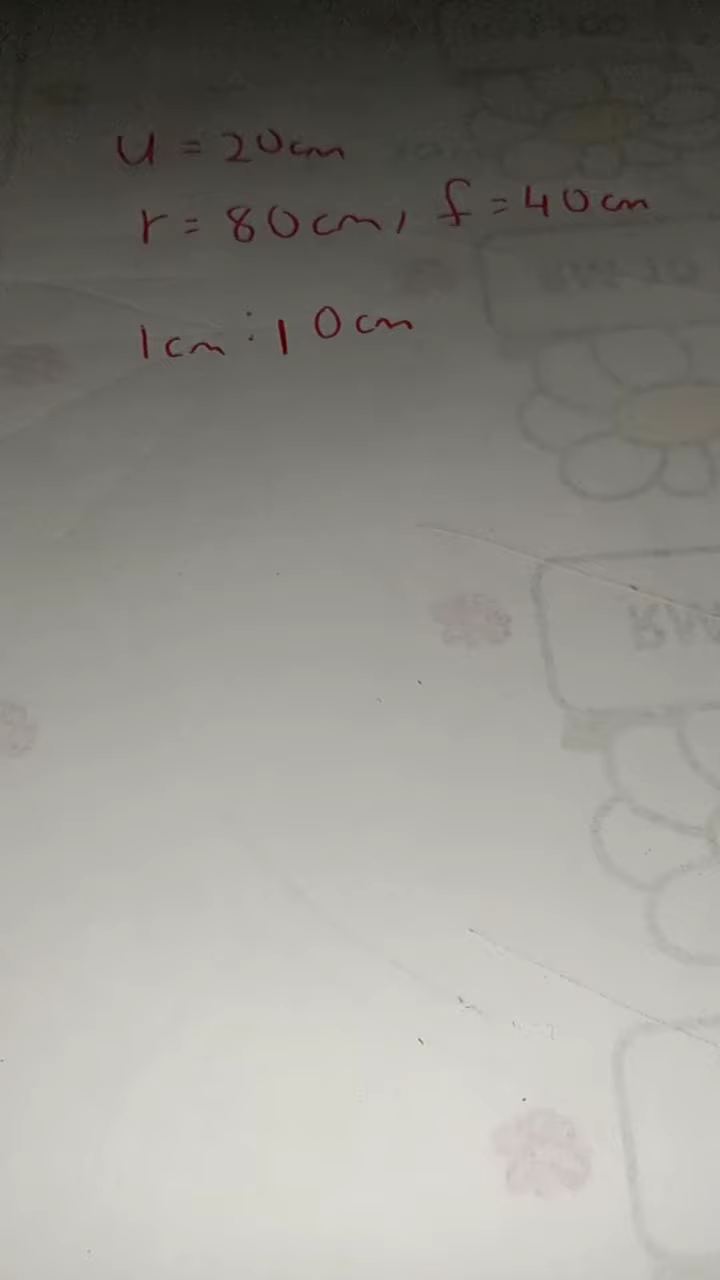 u = 20cm
r = 80cm, f = 40cm
1cm : 10cm